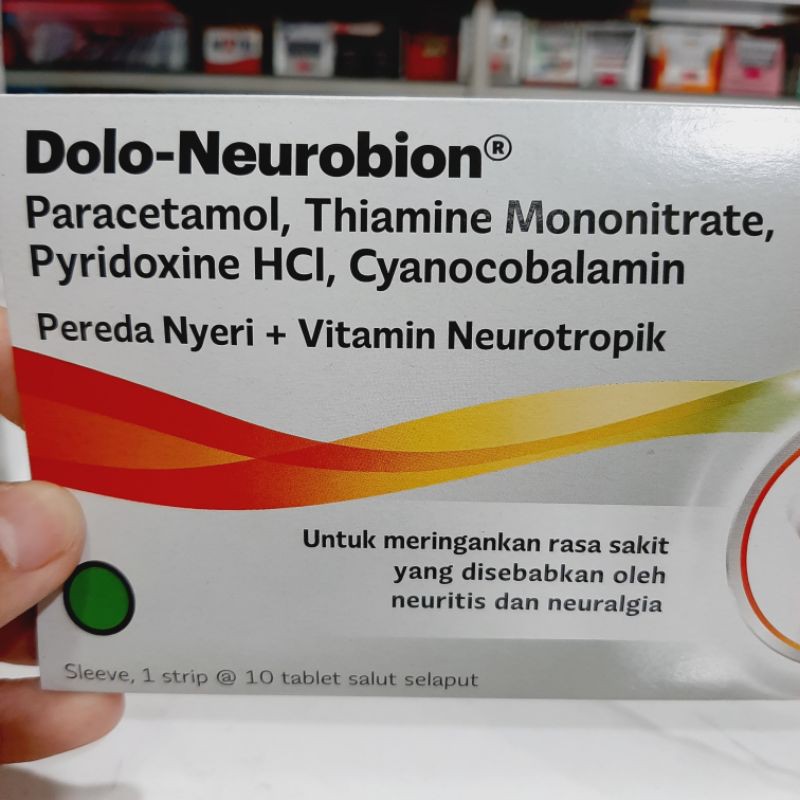 Dolo-Neurobion®
Paracetamol, Thiamine Mononitrate,
Pyridoxine HCl, Cyanocobalamin
Pereda Nyeri + Vitamin Neurotropik
Untuk meringankan rasa sakit
yang disebabkan oleh
neuritis dan neuralgia
Sleeve, 1 strip @ 10 tablet salut selaput